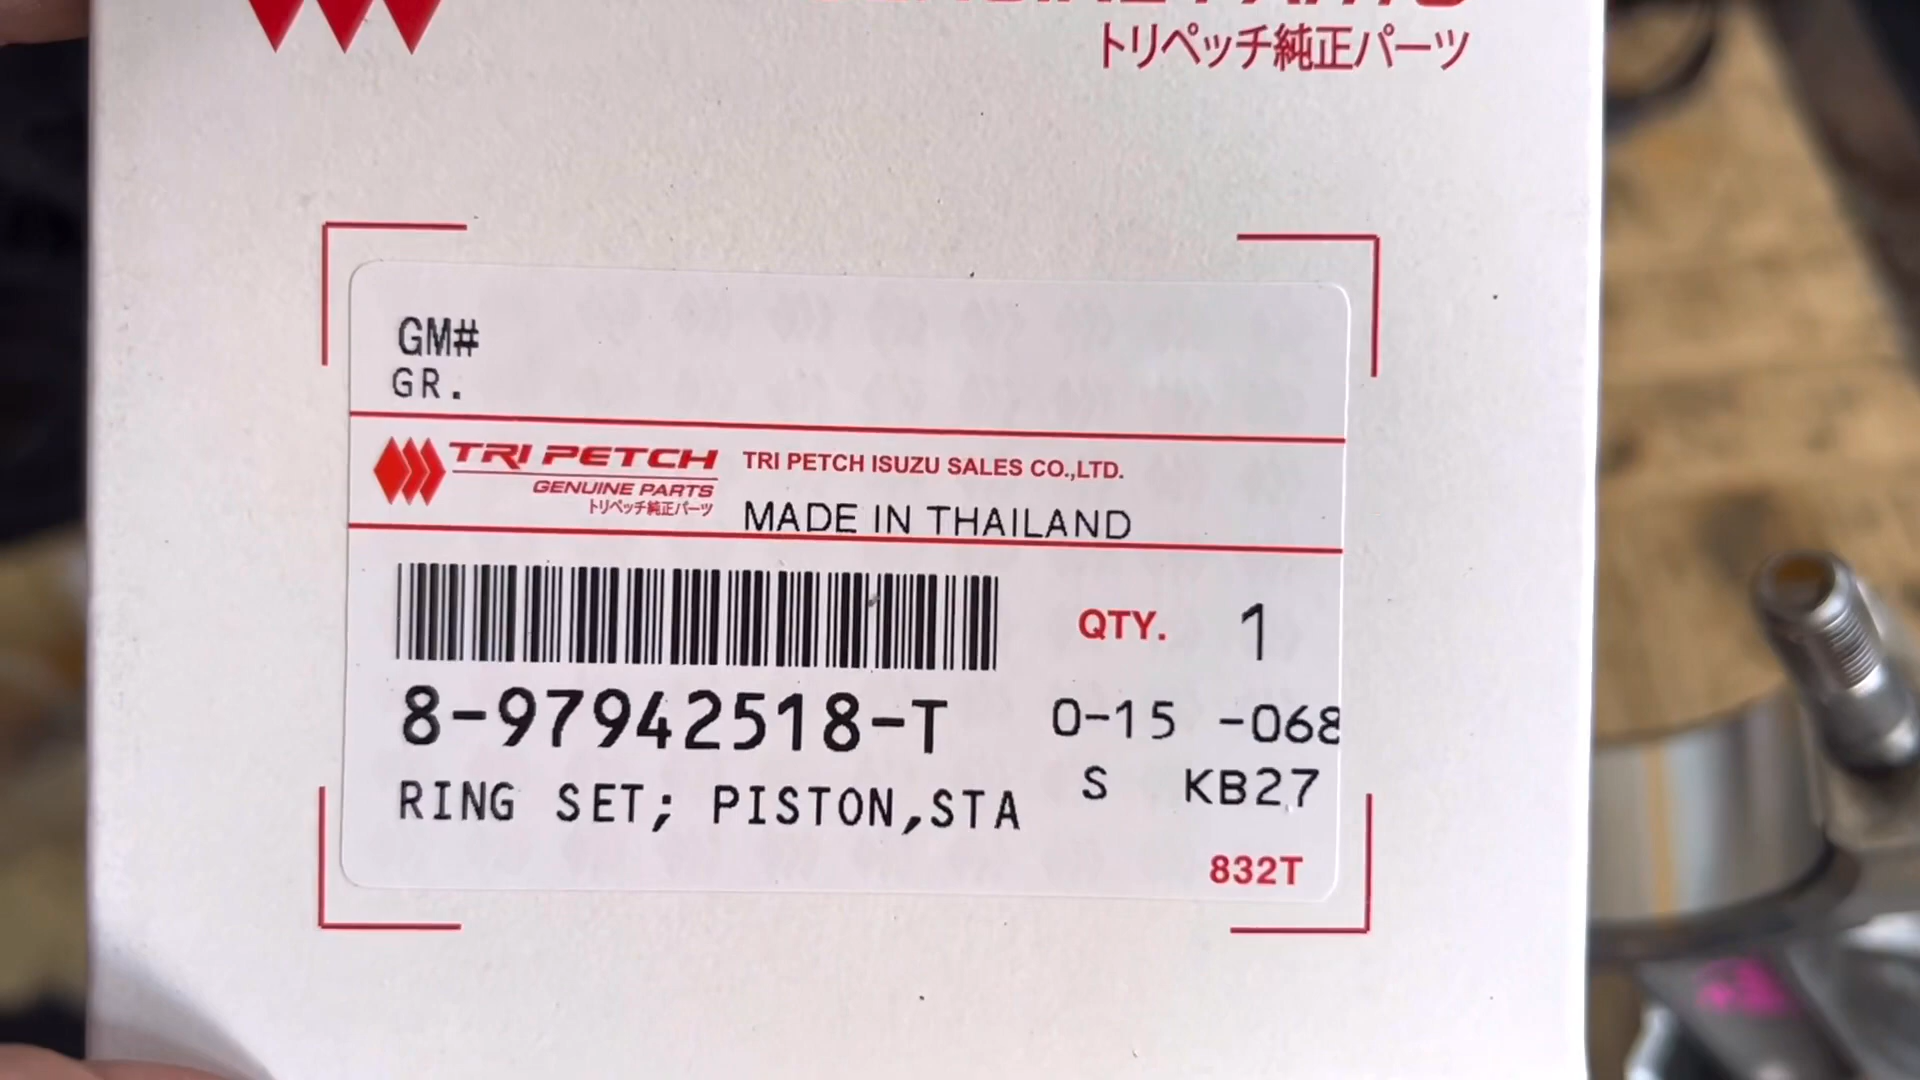 GENUINE PARTS
トリペッチ純正パーツ
GM#
GR.
TRI PETCH
GENUINE PARTS
トリペッチ純正パーツ
TRI PETCH ISUZU SALES CO.,LTD.
MADE IN THAILAND
QTY. 1
8-97942518-T
0-15 -068
RING SET; PISTON,STA
S KB27
832T